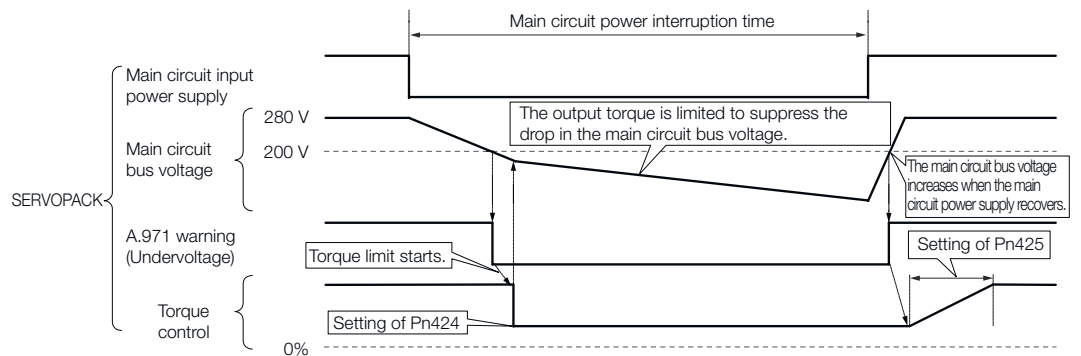 Main circuit power interruption time
Main circuit input
power supply
The output torque is limited to suppress the
drop in the main circuit bus voltage.
280 V
200 V
Main circuit
bus voltage
The main circuit bus voltage
increases when the main
circuit power supply recovers.
SERVOPACK
A.971 warning
(Undervoltage)
Torque limit starts.
Setting of Pn425
Torque
control
Setting of Pn424
0%